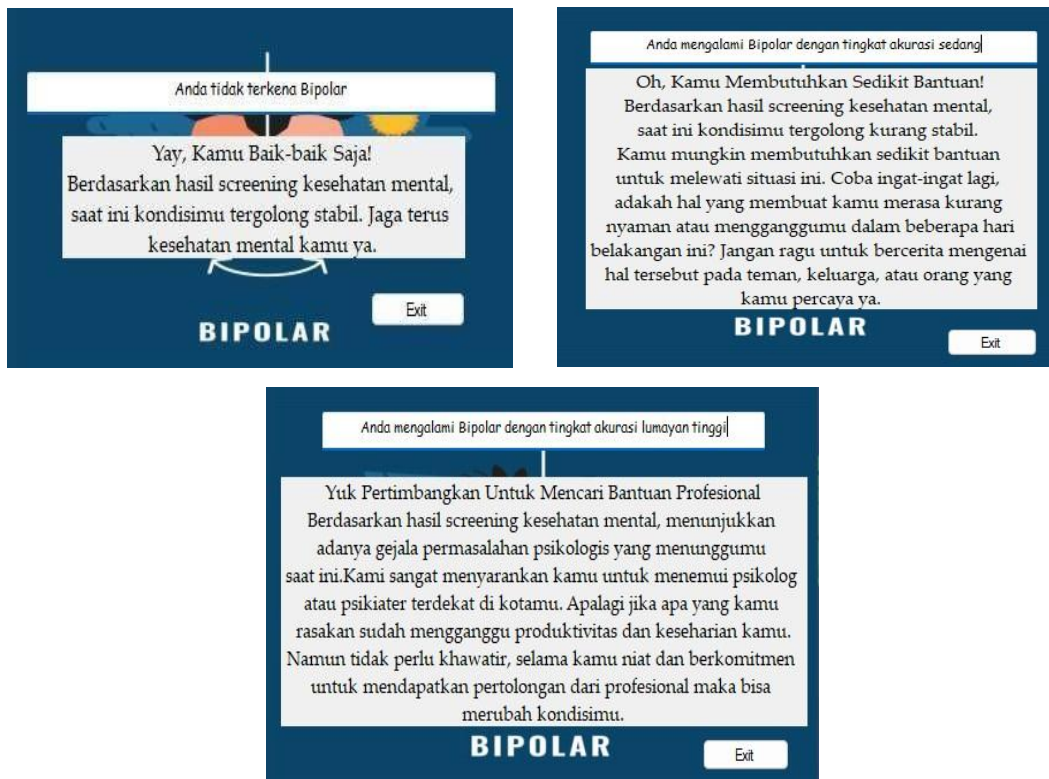 Anda tidak terkena Bipolar
Yay, Kamu Baik-baik Saja!
Berdasarkan hasil screening kesehatan mental,
saat ini kondisimu tergolong stabil. Jaga terus
kesehatan mental kamu ya.
Exit
BIPOLAR
Anda mengalami Bipolar dengan tingkat akurasi sedang
Oh, Kamu Membutuhkan Sedikit Bantuan!
Berdasarkan hasil screening kesehatan mental,
saat ini kondisimu tergolong kurang stabil.
Kamu mungkin membutuhkan sedikit bantuan
untuk melewati situasi ini. Coba ingat-ingat lagi,
adakah hal yang membuat kamu merasa kurang
nyaman atau mengganggumu dalam beberapa hari
belakangan ini? Jangan ragu untuk bercerita mengenai
hal tersebut pada teman, keluarga, atau orang yang
kamu percaya ya.
BIPOLAR
Exit
Anda mengalami Bipolar dengan tingkat akurasi lumayan tinggi
Yuk Pertimbangkan Untuk Mencari Bantuan Profesional
Berdasarkan hasil screening kesehatan mental, menunjukkan
adanya gejala permasalahan psikologis yang menunggumu
saat ini.Kami sangat menyarankan kamu untuk menemui psikolog
atau psikiater terdekat di kotamu. Apalagi jika apa yang kamu
rasakan sudah mengganggu produktivitas dan keseharian kamu.
Namun tidak perlu khawatir, selama kamu niat dan berkomitmen
untuk mendapatkan pertolongan dari profesional maka bisa
merubah kondisimu.
BIPOLAR
Exit